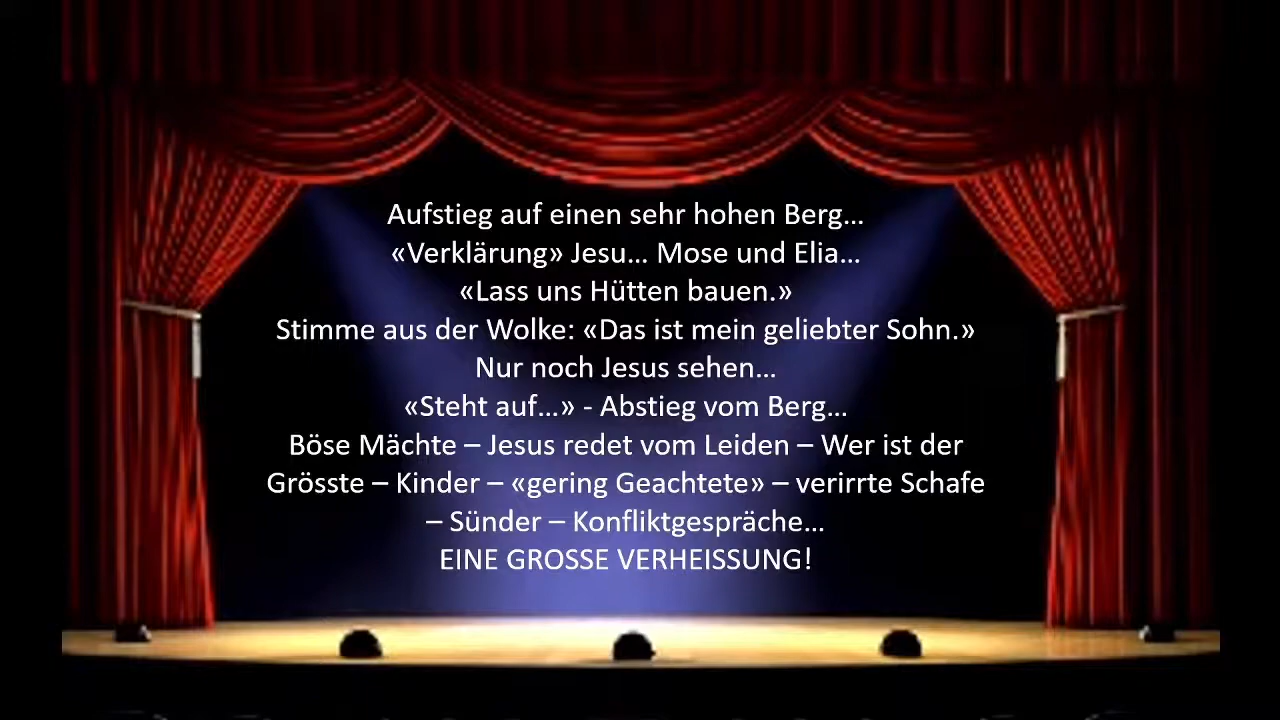 Aufstieg auf einen sehr hohen Berg…
«Verklärung» Jesu… Mose und Elia…
«Lass uns Hütten bauen.»
Stimme aus der Wolke: «Das ist mein geliebter Sohn.»
Nur noch Jesus sehen…
«Steht auf…» - Abstieg vom Berg…
Böse Mächte – Jesus redet vom Leiden – Wer ist der
Grösste – Kinder – «gering Geachtete» – verirrte Schafe
– Sünder – Konfliktgespräche…
EINE GROSSE VERHEISSUNG!